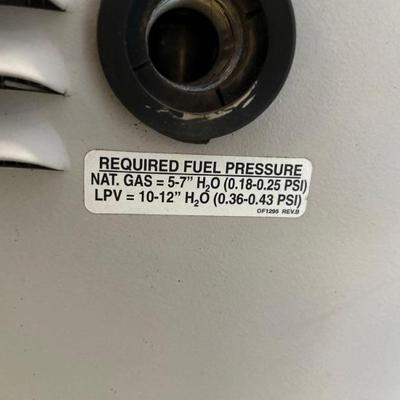 REQUIRED FUEL PRESSURE
NAT. GAS = 5-7" H₂O (0.18-0.25 PSI)
LPV = 10-12" H₂O (0.36-0.43 PSI)
OF1295 REV.B